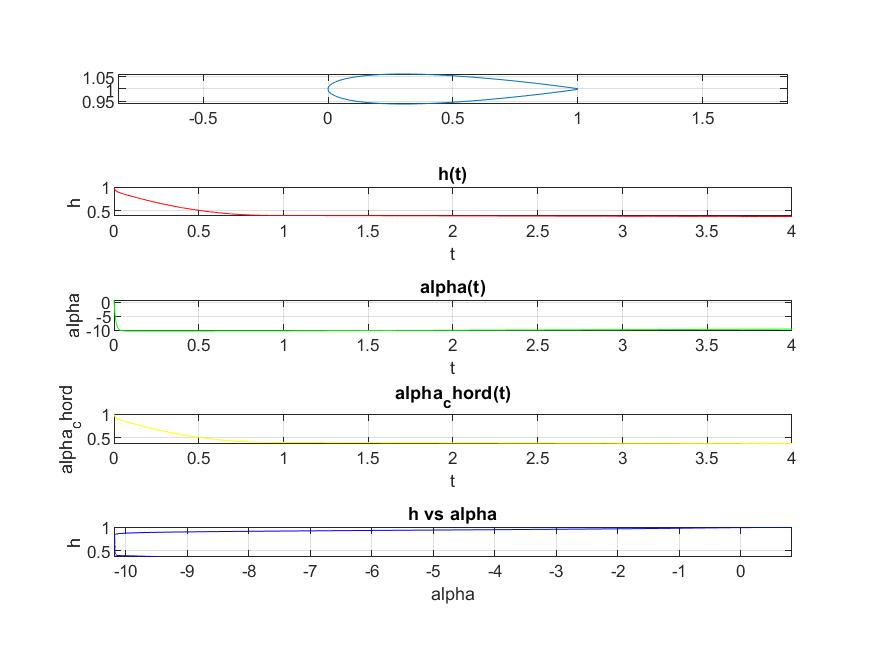 1.05
1
0.95
-0.5 0 0.5 1 1.5
h(t)
h
1
0.5
0 0.5 1 1.5 2 2.5 3 3.5 4
t
alpha(t)
alpha
0
-5
-10
0 0.5 1 1.5 2 2.5 3 3.5 4
t
alpha_chord(t)
alpha_chord
1
0.5
0 0.5 1 1.5 2 2.5 3 3.5 4
t
h vs alpha
h
1
0.5
-10 -9 -8 -7 -6 -5 -4 -3 -2 -1 0
alpha